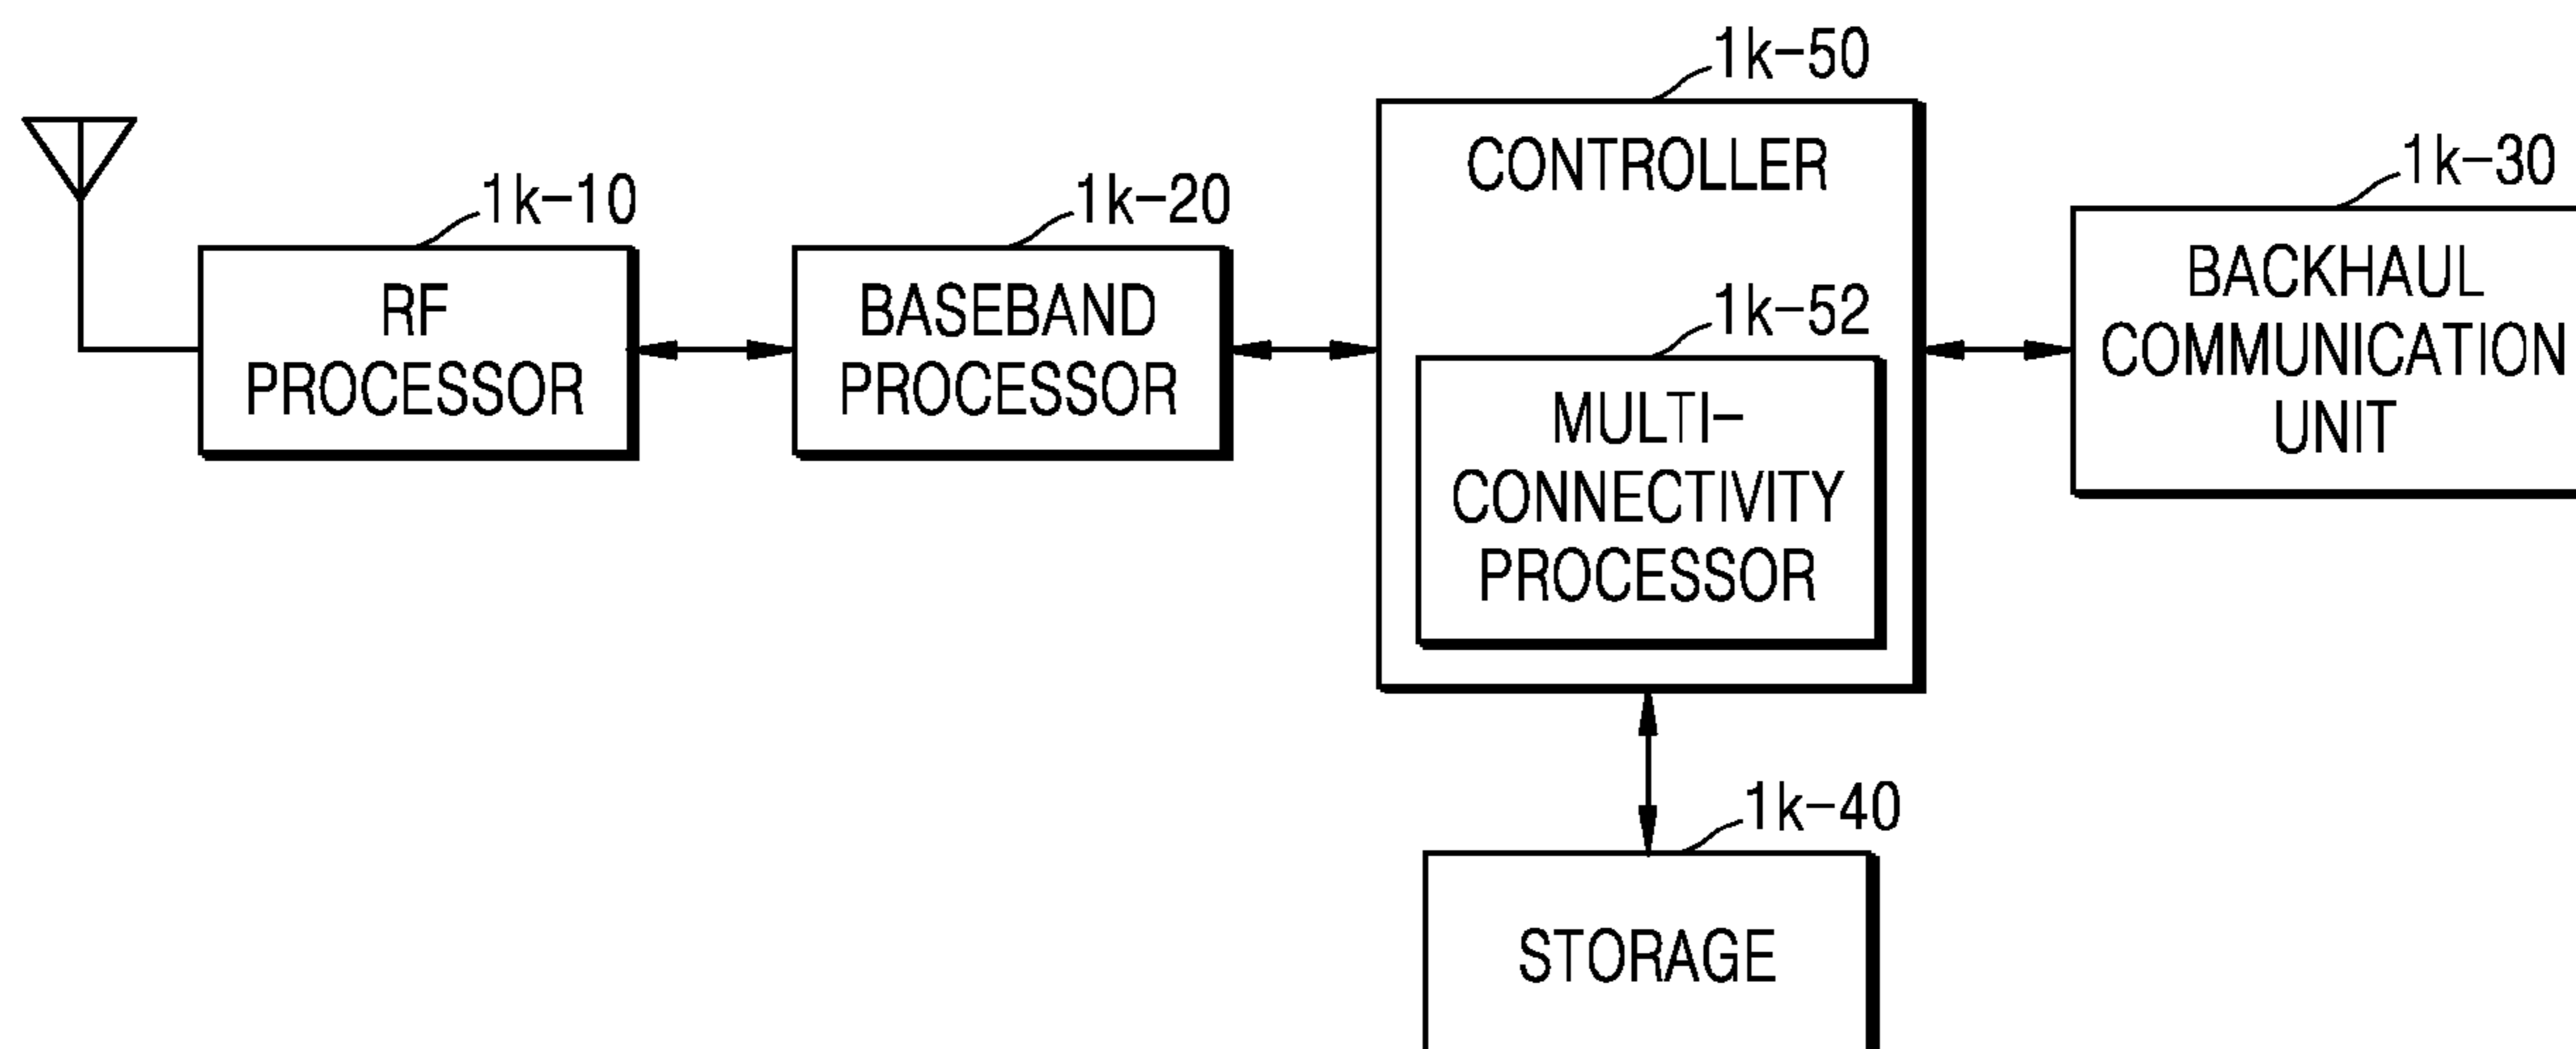 1k-50
CONTROLLER
1k-30
1k-10
1k-20
BACKHAUL
COMMUNICATION
UNIT
RF
PROCESSOR
BASEBAND
PROCESSOR
1k-52
MULTI-
CONNECTIVITY
PROCESSOR
1k-40
STORAGE